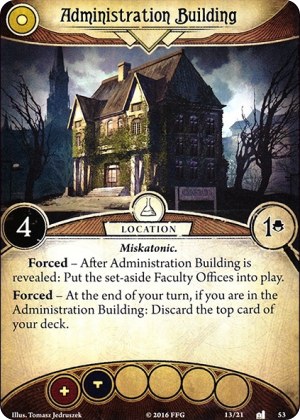 Administration Building
4
LOCATION
1
Miskatonic.
Forced – After Administration Building is
revealed: Put the set-aside Faculty Offices into play.
Forced – At the end of your turn, if you are in the
Administration Building: Discard the top card of
your deck.
Illus. Tomasz Jedruszek
© 2016 FFG
13/21
53